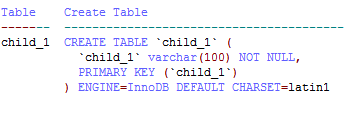 Table    Create Table
-------  --------------------------------------
child_1  CREATE TABLE `child_1` (
           `child_1` varchar(100) NOT NULL,
           PRIMARY KEY (`child_1`)
         ) ENGINE=InnoDB DEFAULT CHARSET=latin1